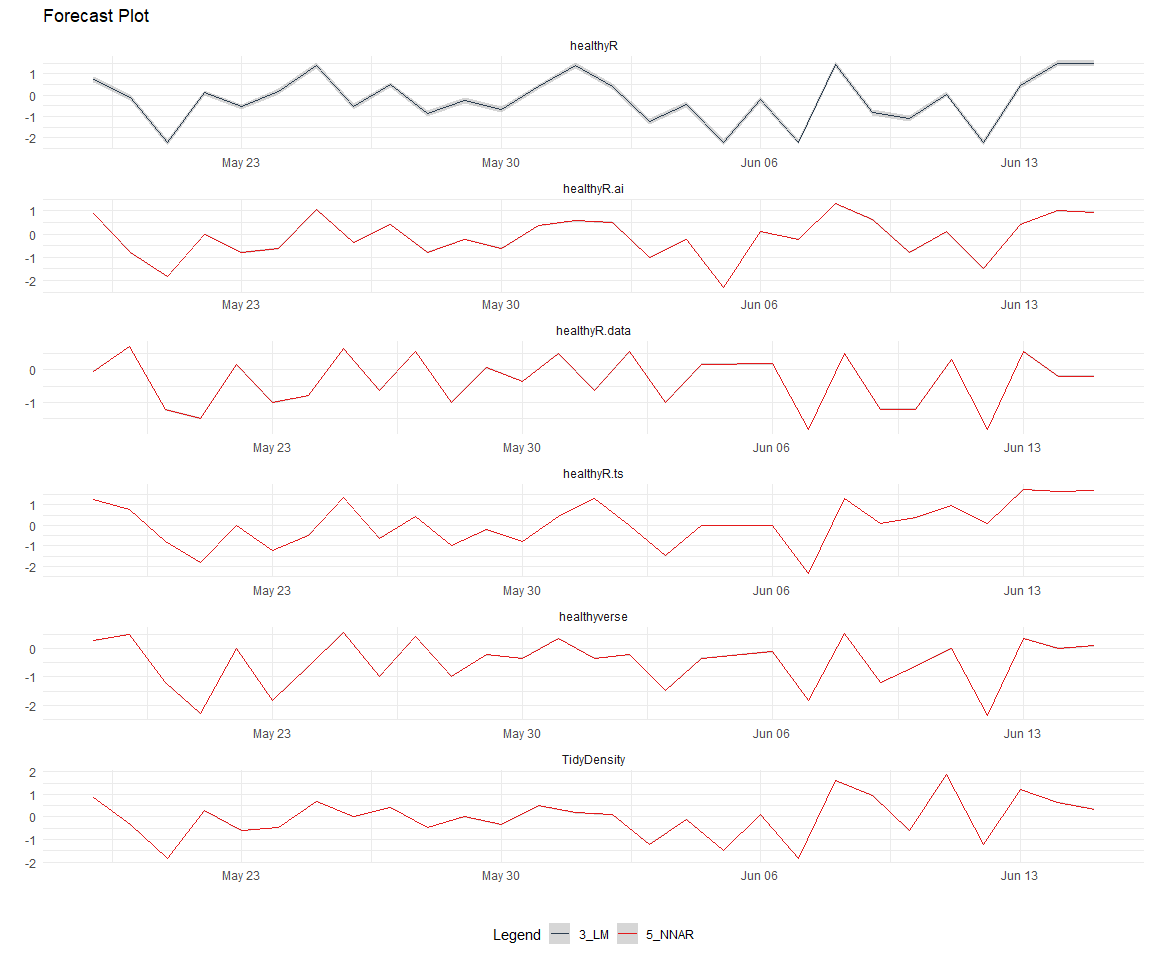 Forecast Plot
healthyR
1
0
-1
-2
May 23 May 30 Jun 06 Jun 13
healthyR.ai
1
0
-1
-2
May 23 May 30 Jun 06 Jun 13
healthyR.data
0
-1
May 23 May 30 Jun 06 Jun 13
healthyR.ts
1
0
-1
-2
May 23 May 30 Jun 06 Jun 13
healthyverse
0
-1
-2
May 23 May 30 Jun 06 Jun 13
TidyDensity
2
1
0
-1
-2
May 23 May 30 Jun 06 Jun 13
Legend 3_LM 5_NNAR